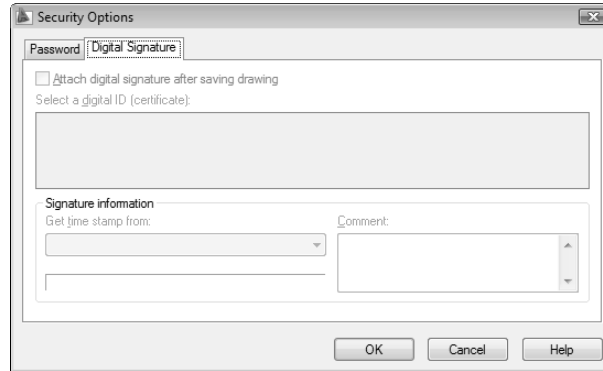 Security Options
Password Digital Signature
Attach digital signature after saving drawing
Select a digital ID (certificate):
Signature information
Get time stamp from: Comment:
OK Cancel Help